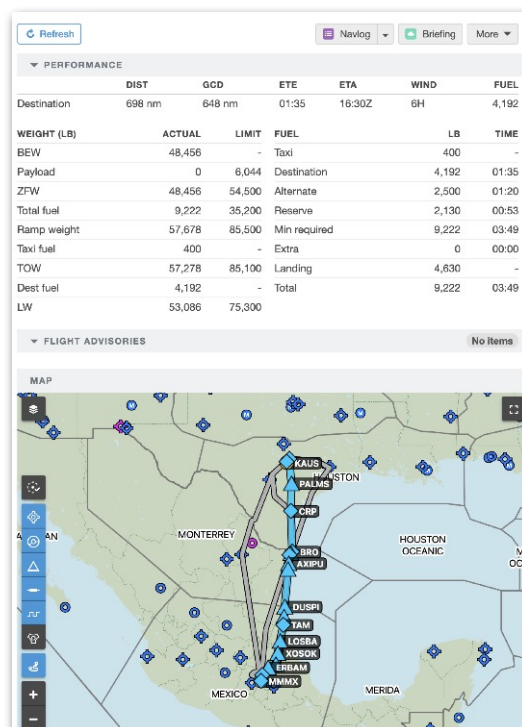 Refresh Navlog Briefing More
PERFORMANCE
DIST GCD ETE ETA WIND FUEL
Destination 698 nm 648 nm 01:35 16:30Z 6H 4,192
WEIGHT (LB) ACTUAL LIMIT FUEL LB TIME
BEW 48,456 - Taxi 400 -
Payload 0 6,044 Destination 4,192 01:35
ZFW 48,456 54,500 Alternate 2,500 01:20
Total fuel 9,222 35,200 Reserve 2,130 00:53
Ramp weight 57,678 85,500 Min required 9,222 03:49
Taxi fuel 400 - Extra 0 00:00
TOW 57,278 85,100 Landing 4,630 -
Dest fuel 4,192 - Total 9,222 03:49
LW 53,086 75,300
FLIGHT ADVISORIES No items
MAP
M
M
M
KAUS
HOUSTON
PALMS
CRP
MONTERREY
HOUSTON
OCEANIC
BRO
AXIPU
DUSPI
TAM
LOSBA
XOSOK
ERBAM
MMMX
MEXICO
MERIDA
+
−